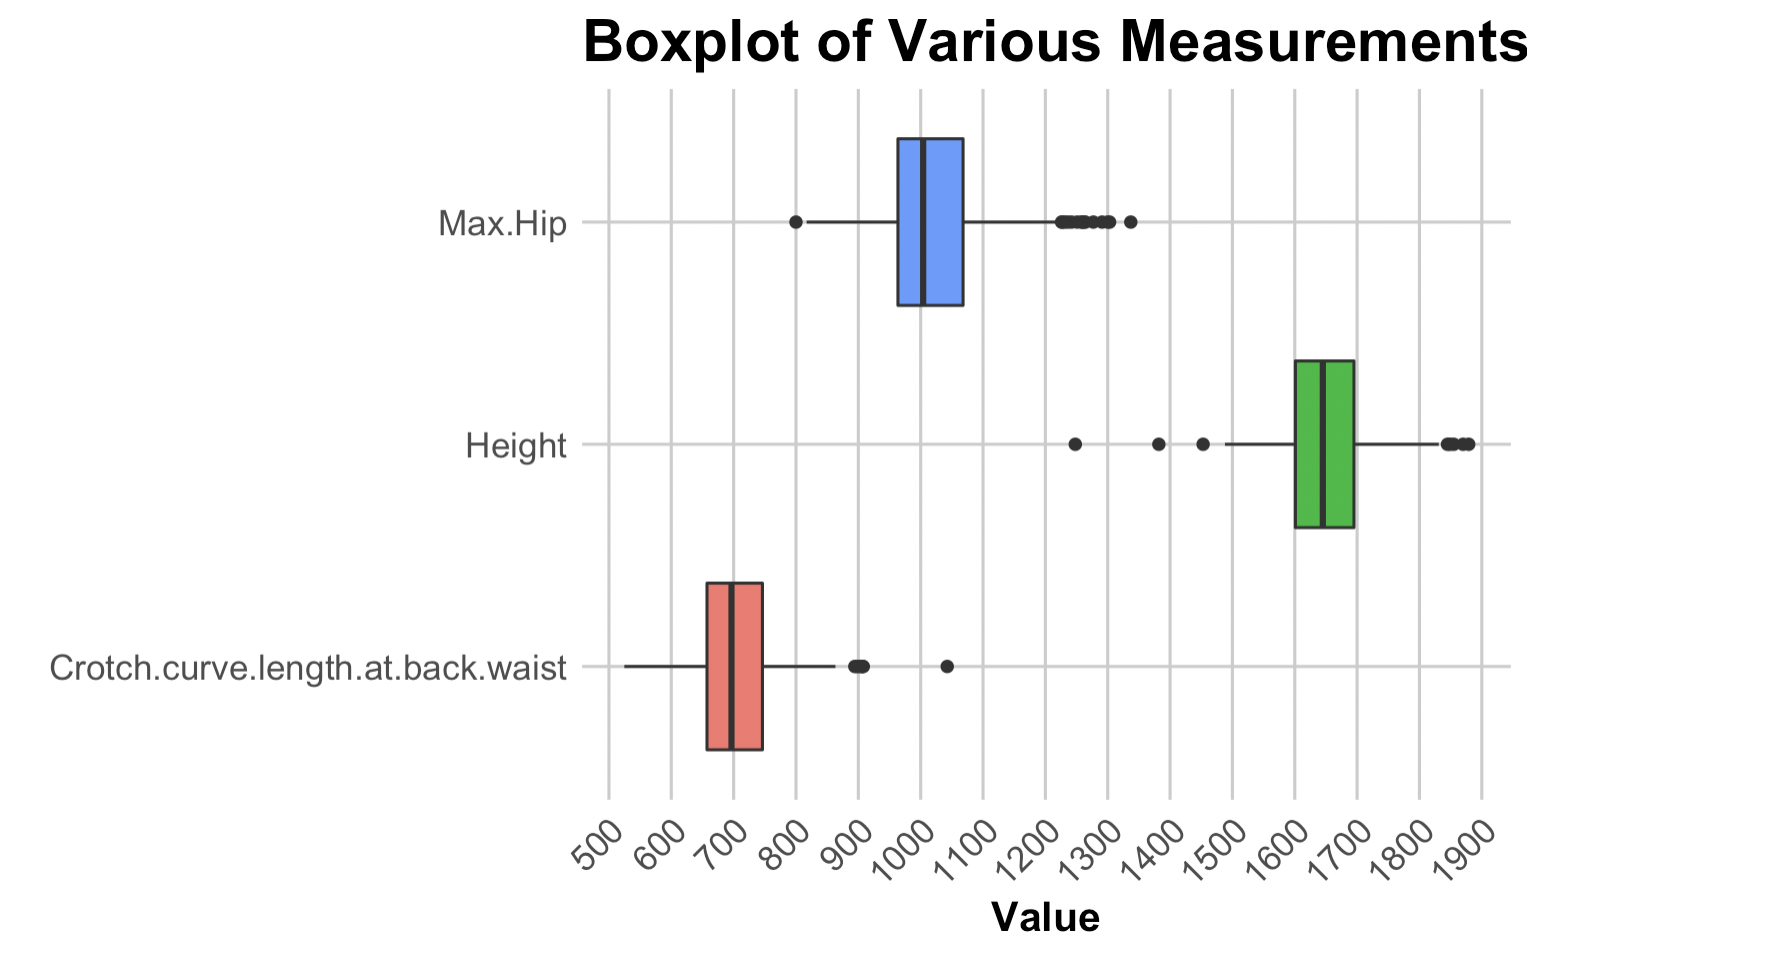 Boxplot of Various Measurements
Max.Hip
Height
Crotch.curve.length.at.back.waist
500 600 700 800 900 1000 1100 1200 1300 1400 1500 1600 1700 1800 1900
Value